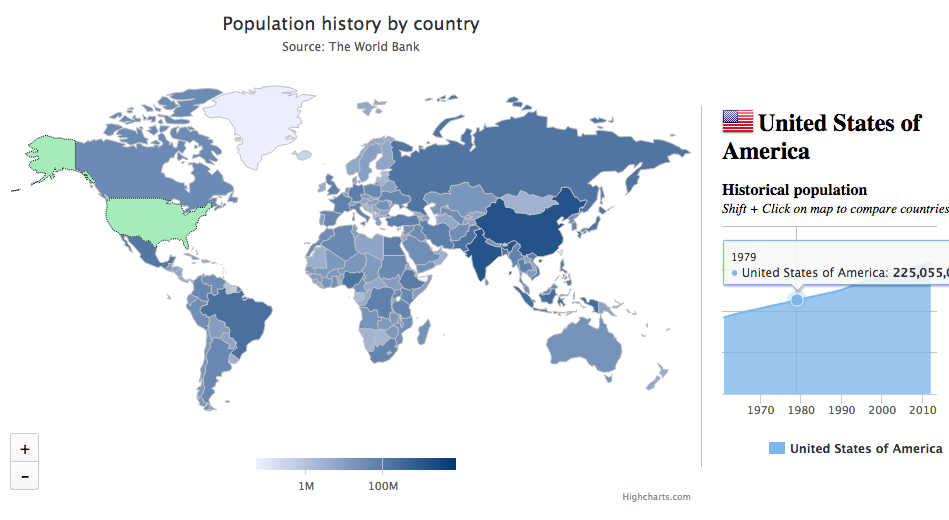 Population history by country
Source: The World Bank
United States of
America
Historical population
Shift + Click on map to compare countries
1979
United States of America: 225,055,
1970 1980 1990 2000 2010
United States of America
+
-
1M 100M
Highcharts.com